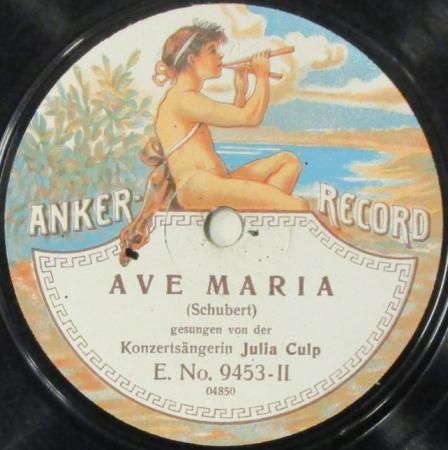 ANKER-RECORD
AVE MARIA
(Schubert)
gesungen von der
Konzertsängerin Julia Culp
E. No. 9453-II
04850